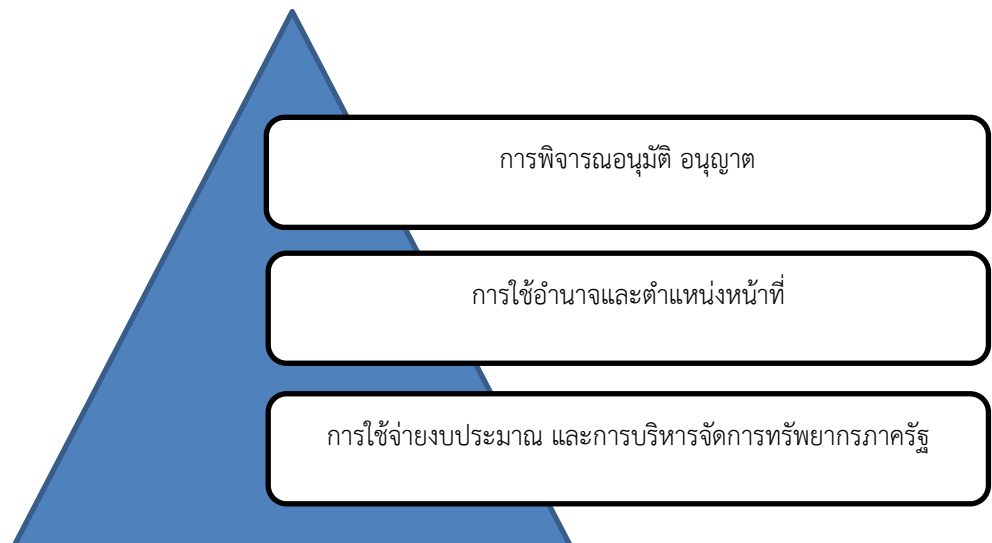 การพิจารณอนุมัติ อนุญาต
การใช้อำนาจและตำแหน่งหน้าที่
การใช้จ่ายงบประมาณ และการบริหารจัดการทรัพยากรภาครัฐ